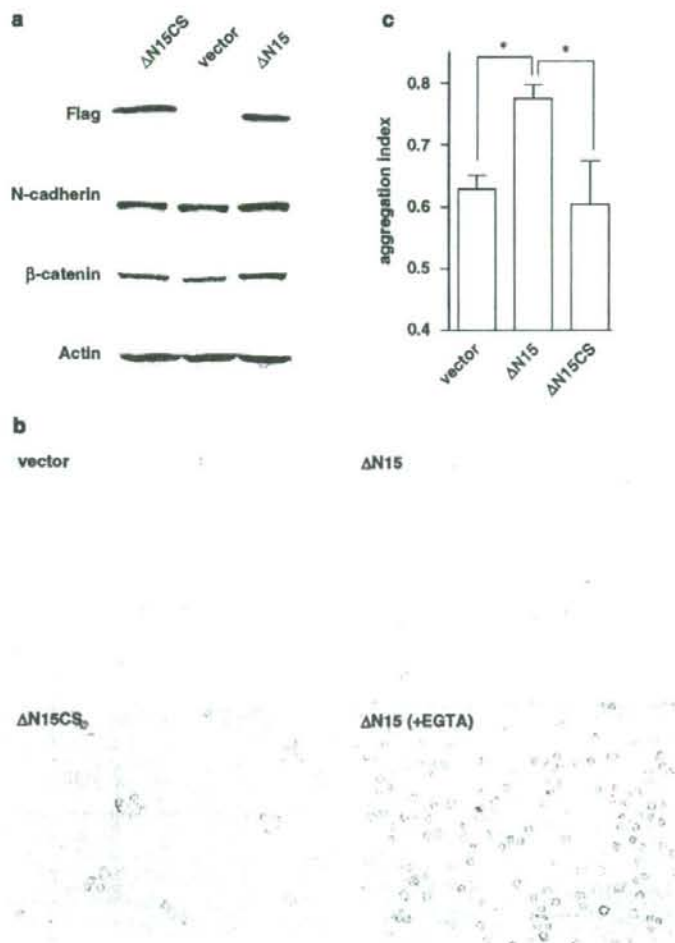 a
ΔN15CS
vector
ΔN15
Flag
N-cadherin
β-catenin
Actin
c
*
*
0.8
0.7
0.6
0.5
0.4
aggregation index
vector
ΔN15
ΔN15CS
b
vector
ΔN15
ΔN15CS
ΔN15 (+EGTA)